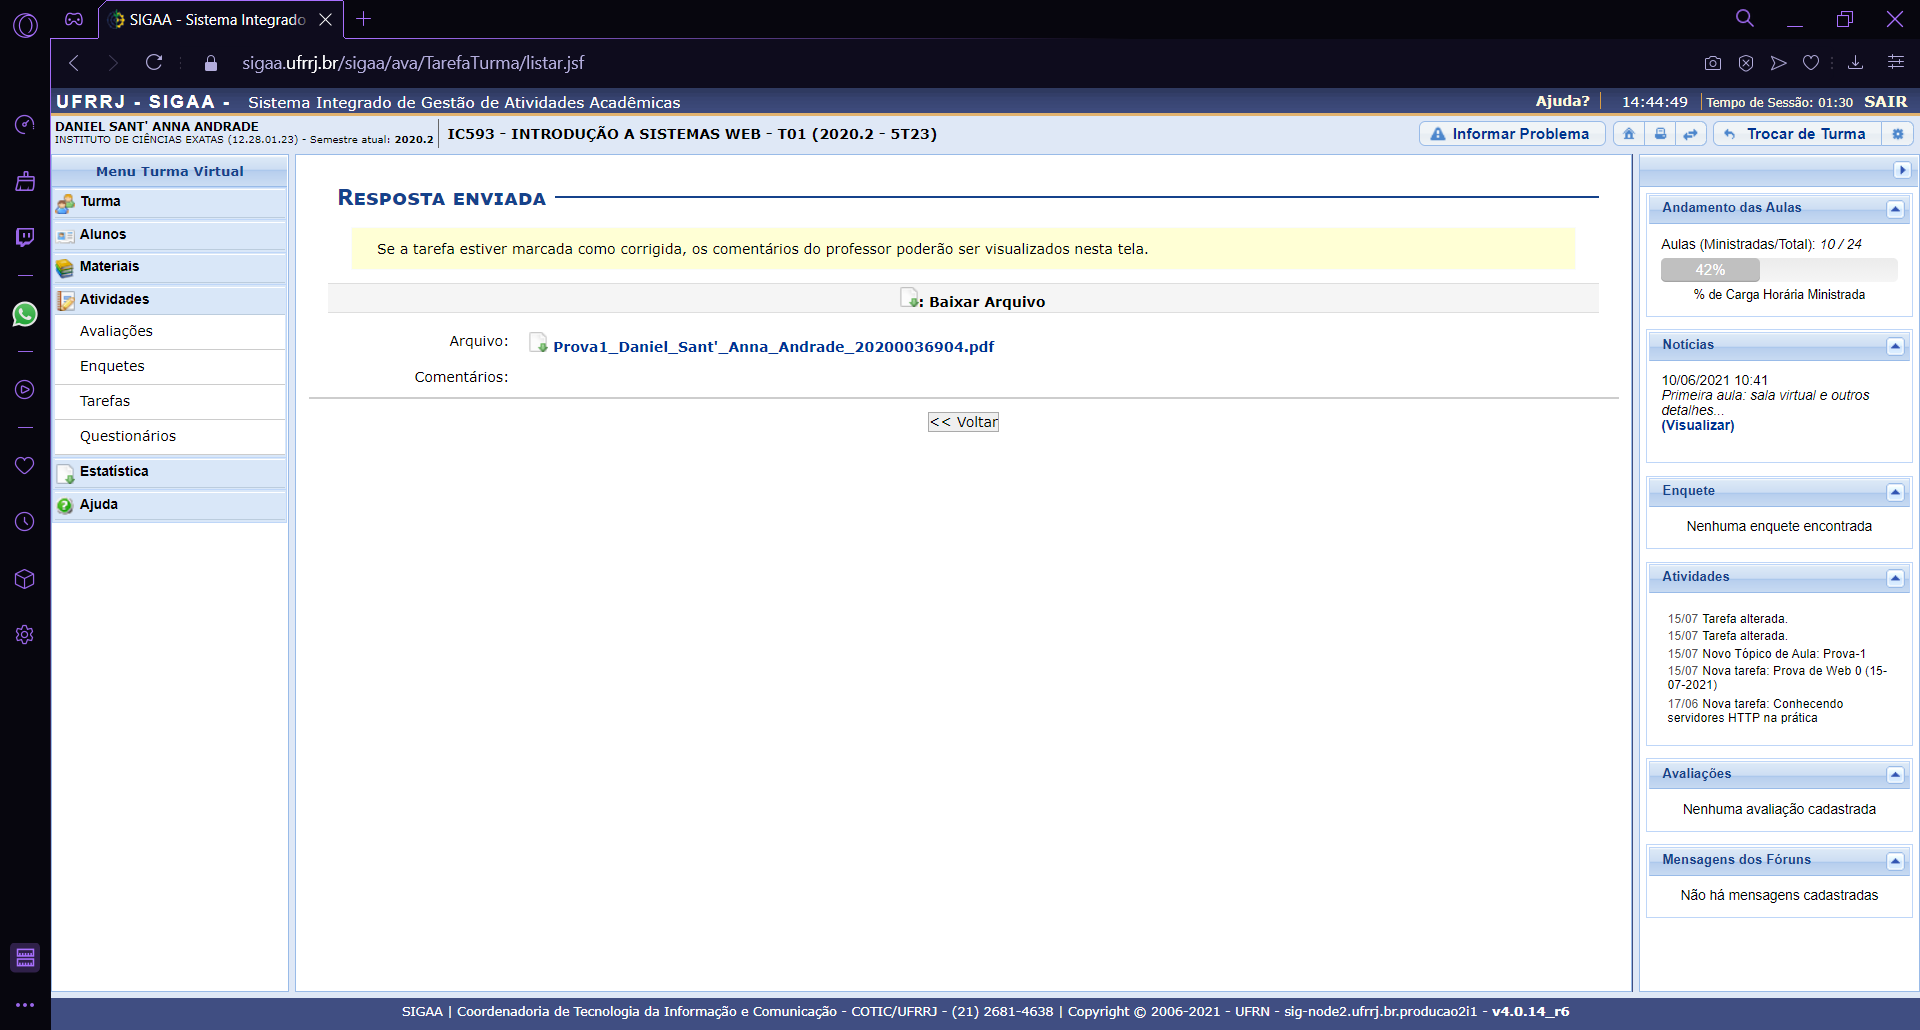 SIGAA - Sistema Integrado
sigaa.ufrrj.br/sigaa/ava/TarefaTurma/listar.jsf
UFRRJ - SIGAA - Sistema Integrado de Gestão de Atividades Acadêmicas
Ajuda? 14:44:49 Tempo de Sessão: 01:30 SAIR
DANIEL SANT' ANNA ANDRADE
INSTITUTO DE CIÊNCIAS EXATAS (12.28.01.23) - Semestre atual: 2020.2
IC593 - INTRODUÇÃO A SISTEMAS WEB - T01 (2020.2 - 5T23)
Informar Problema
Trocar de Turma
Menu Turma Virtual
Turma
Alunos
Materiais
Atividades
Avaliações
Enquetes
Tarefas
Questionários
Estatística
Ajuda
RESPOSTA ENVIADA
Se a tarefa estiver marcada como corrigida, os comentários do professor poderão ser visualizados nesta tela.
: Baixar Arquivo
Arquivo: Prova1_Daniel_Sant'_Anna_Andrade_20200036904.pdf
Comentários:
<< Voltar
Andamento das Aulas
Aulas (Ministradas/Total): 10 / 24
42%
% de Carga Horária Ministrada
Notícias
10/06/2021 10:41
Primeira aula: sala virtual e outros
detalhes...
(Visualizar)
Enquete
Nenhuma enquete encontrada
Atividades
15/07 Tarefa alterada.
15/07 Tarefa alterada.
15/07 Novo Tópico de Aula: Prova-1
15/07 Nova tarefa: Prova de Web 0 (15-
07-2021)
17/06 Nova tarefa: Conhecendo
servidores HTTP na prática
Avaliações
Nenhuma avaliação cadastrada
Mensagens dos Fóruns
Não há mensagens cadastradas
SIGAA | Coordenadoria de Tecnologia da Informação e Comunicação - COTIC/UFRRJ - (21) 2681-4638 | Copyright © 2006-2021 - UFRN - sig-node2.ufrrj.br.producao2i1 - v4.0.14_r6